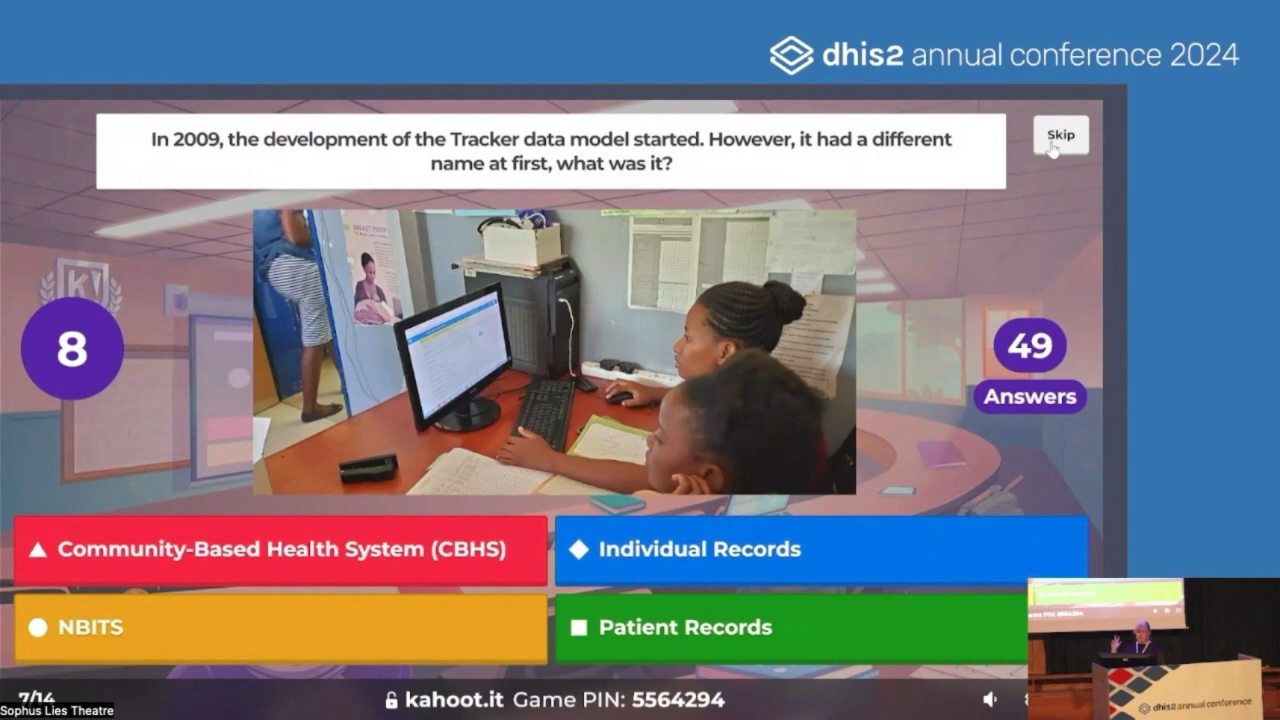 dhis2 annual conference 2024
In 2009, the development of the Tracker data model started. However, it had a different
name at first, what was it?
Skip
8
49
Answers
Community-Based Health System (CBHS)
Individual Records
NBITS
Patient Records
7/14
kahoot.it Game PIN: 5564294
Sophus Lies Theatre
dhis2 annual conference